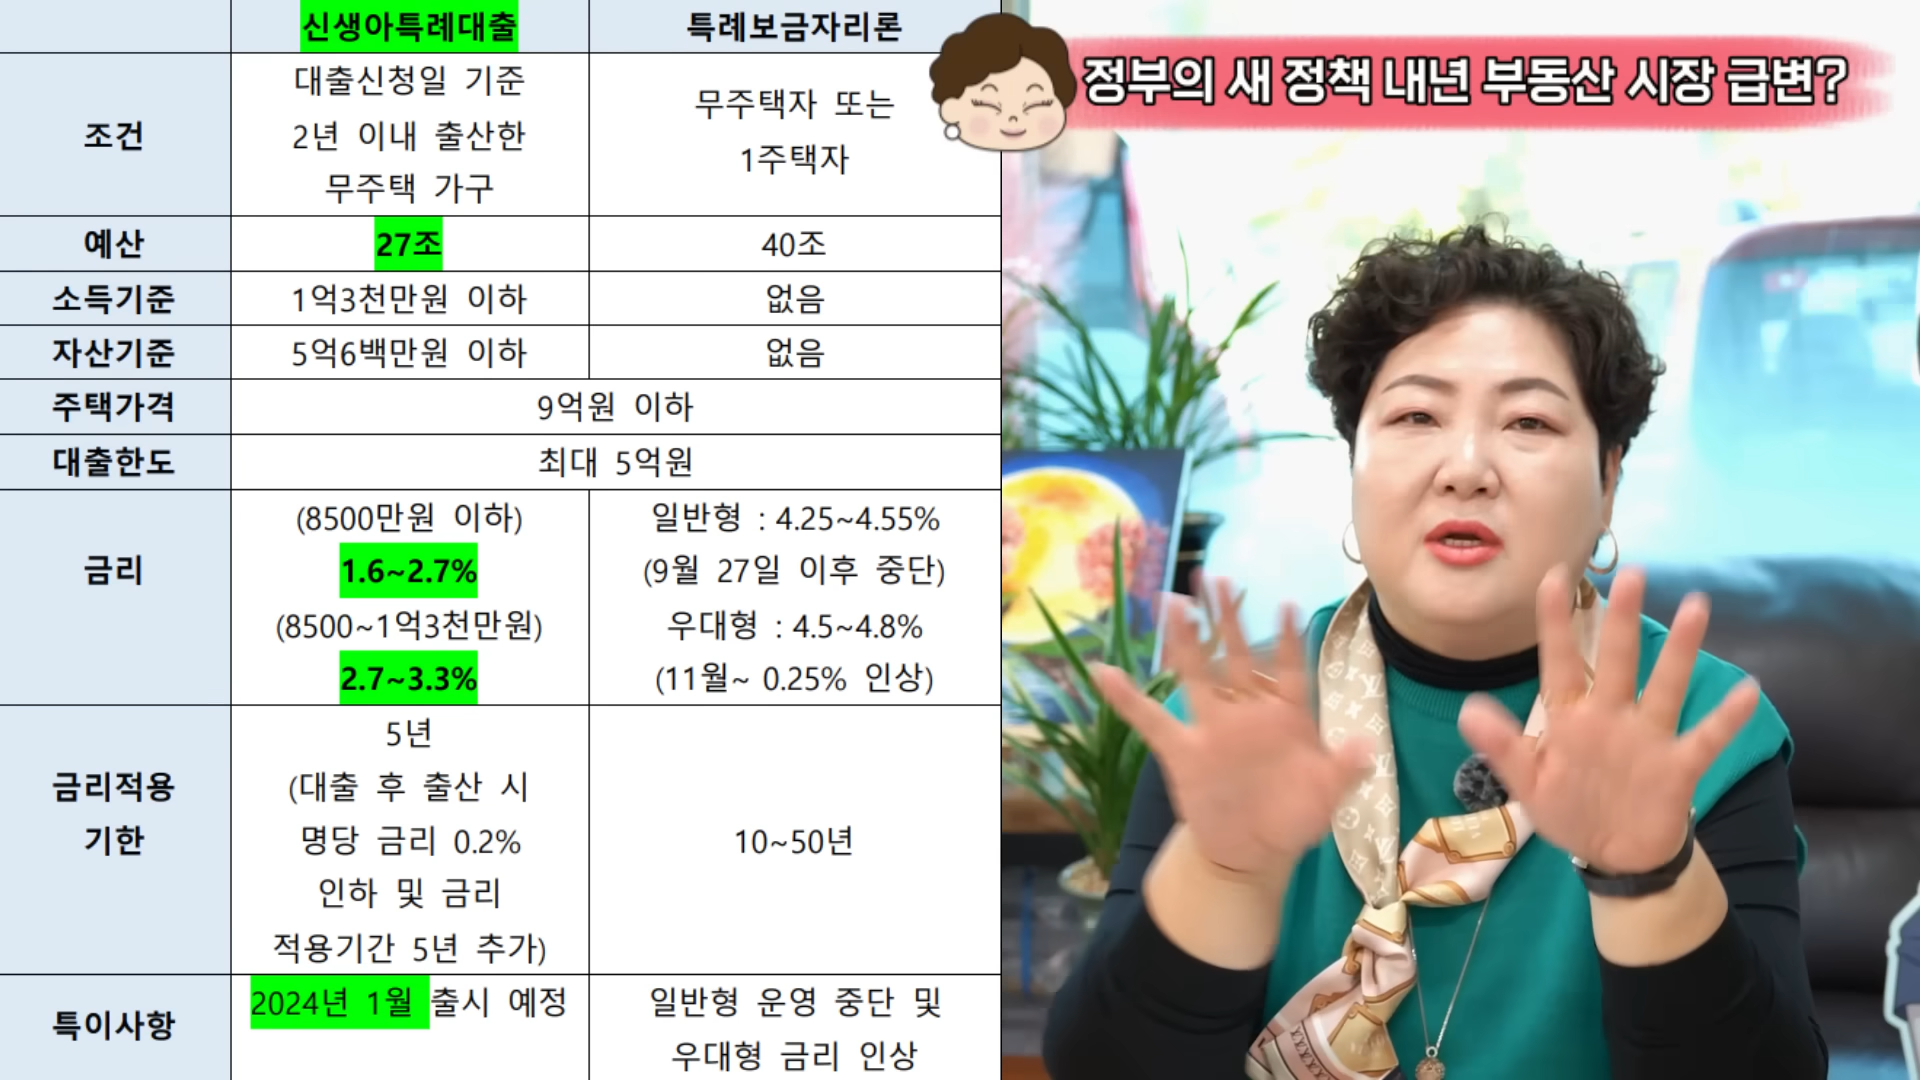 신생아특례대출 특례보금자리론
조건
대출신청일 기준
2년 이내 출산한
무주택 가구
무주택자 또는
1주택자
예산 27조 40조
소득기준 1억3천만원 이하 없음
자산기준 5억6백만원 이하 없음
주택가격 9억원 이하
대출한도 최대 5억원
금리
(8500만원 이하)
1.6~2.7%
(8500~1억3천만원)
2.7~3.3%
일반형 : 4.25~4.55%
(9월 27일 이후 중단)
우대형 : 4.5~4.8%
(11월~ 0.25% 인상)
금리적용
기한
5년
(대출 후 출산 시
명당 금리 0.2%
인하 및 금리
적용기간 5년 추가)
10~50년
특이사항
2024년 1월 출시 예정
일반형 운영 중단 및
우대형 금리 인상
정부의 새 정책 내년 부동산 시장 급변?